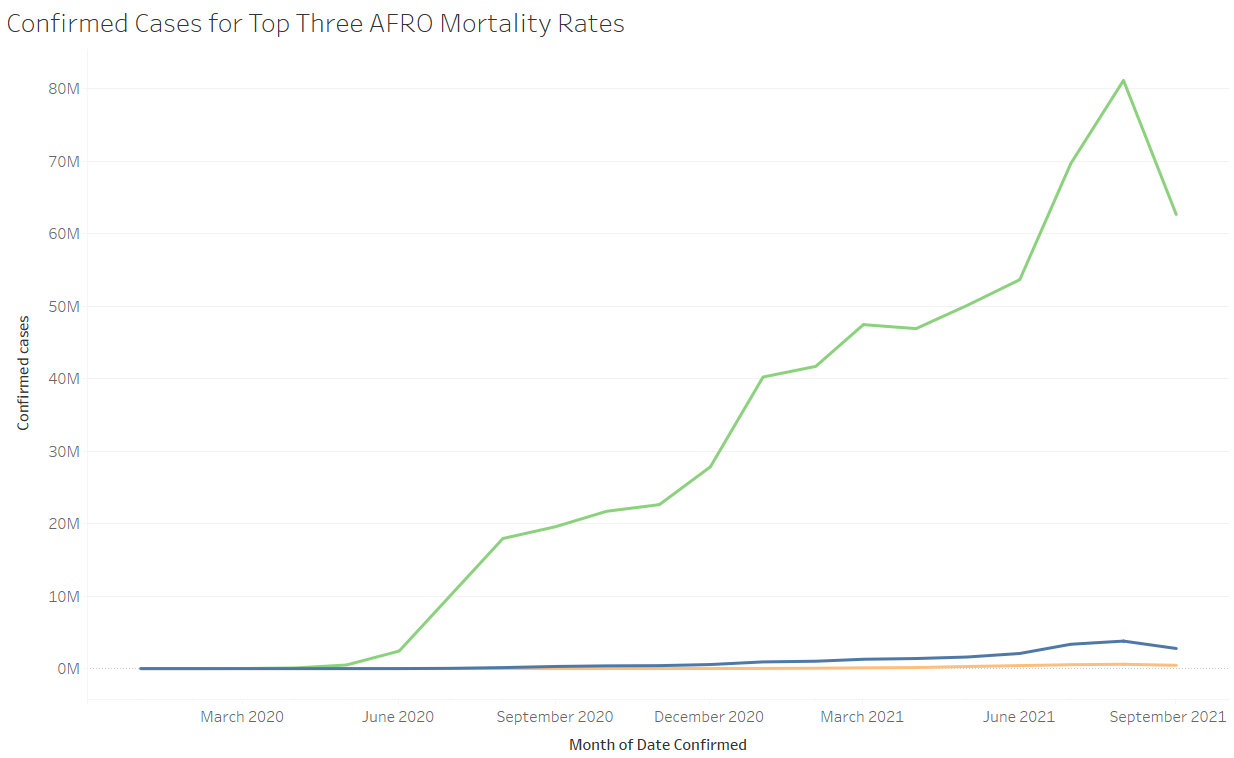 Confirmed Cases for Top Three AFRO Mortality Rates
Confirmed cases
80M
70M
60M
50M
40M
30M
20M
10M
0M
March 2020 June 2020 September 2020 December 2020 March 2021 June 2021 September 2021
Month of Date Confirmed